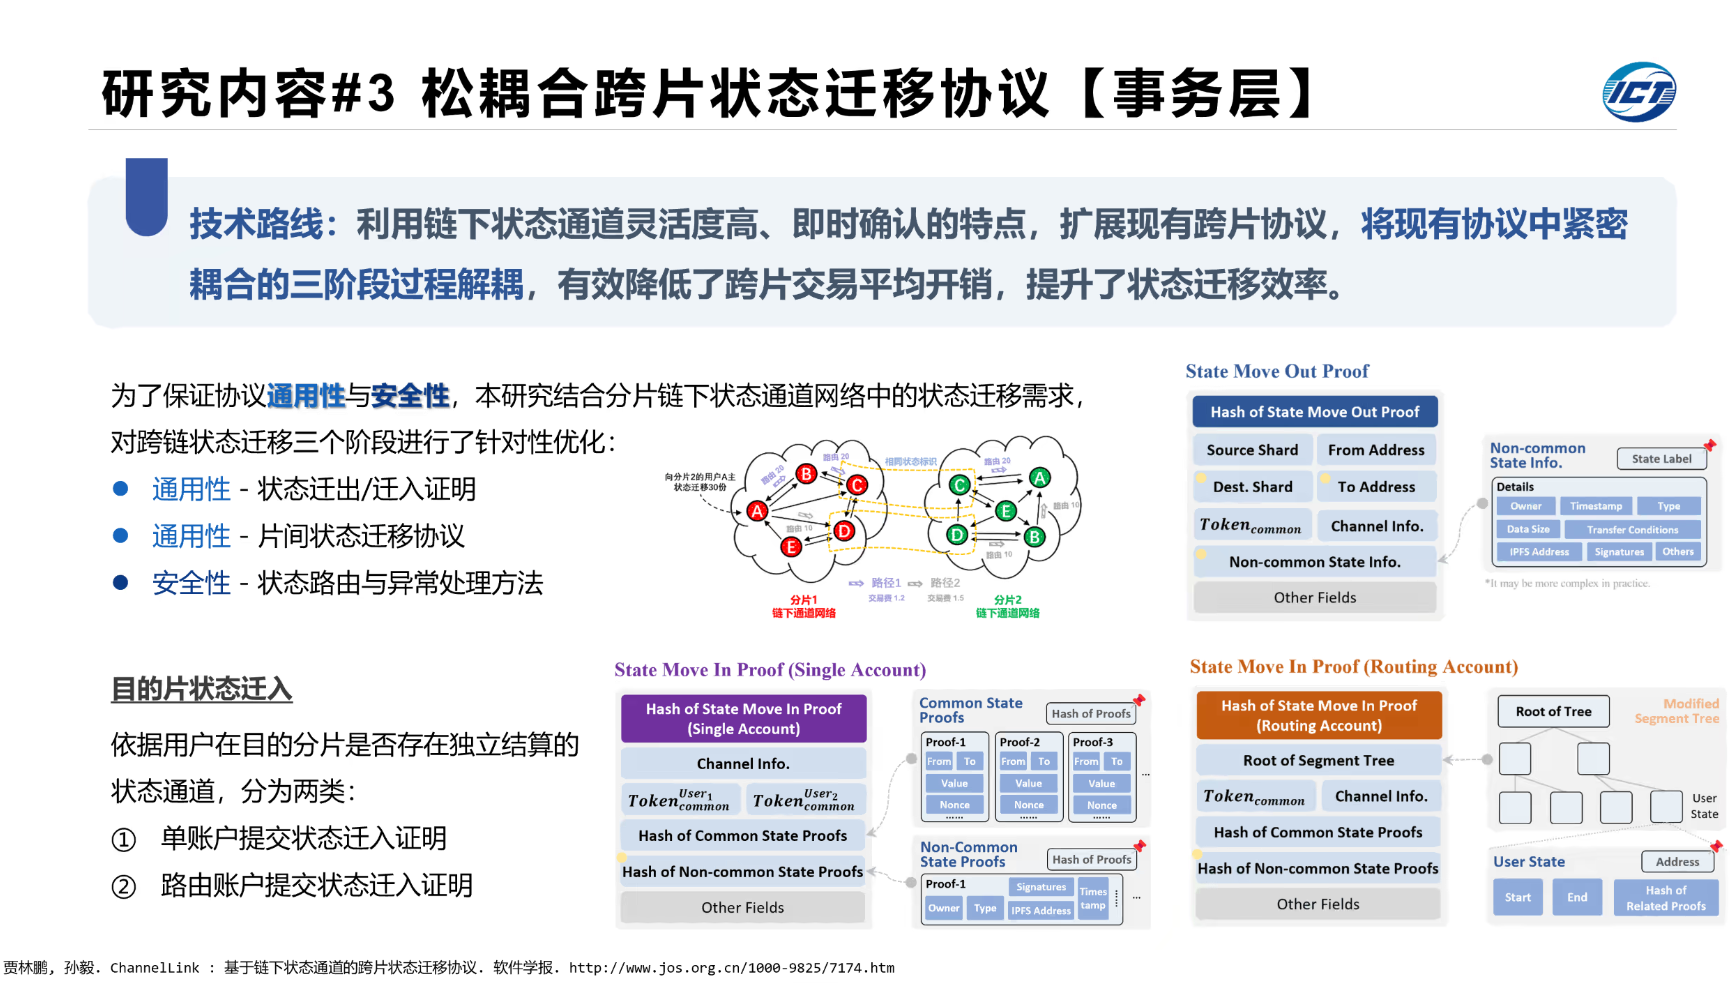 研究内容#3 松耦合跨片状态迁移协议【事务层】
ICT
技术路线：利用链下状态通道灵活度高、即时确认的特点，扩展现有跨片协议，将现有协议中紧密
耦合的三阶段过程解耦，有效降低了跨片交易平均开销，提升了状态迁移效率。
为了保证协议通用性与安全性，本研究结合分片链下状态通道网络中的状态迁移需求，
对跨链状态迁移三个阶段进行了针对性优化：
● 通用性 - 状态迁出/迁入证明
● 通用性 - 片间状态迁移协议
● 安全性 - 状态路由与异常处理方法
向分片2的用户A主
状态迁移30份
路由 20
路由 20
相同状态标识
路由 20
路由 10
路由 10
路由 10
A
B
C
D
E
C
A
E
D
B
路径1
路径2
交易费 1.2
交易费 1.5
分片1
链下通道网络
分片2
链下通道网络
State Move Out Proof
Hash of State Move Out Proof
Source Shard
From Address
Dest. Shard
To Address
Token_common
Channel Info.
Non-common State Info.
Other Fields
Non-common
State Info.
State Label
Details
Owner
Timestamp
Type
Data Size
Transfer Conditions
IPFS Address
Signatures
Others
*It may be more complex in practice.
目的片状态迁入
依据用户在目的分片是否存在独立结算的
状态通道，分为两类：
① 单账户提交状态迁入证明
② 路由账户提交状态迁入证明
State Move In Proof (Single Account)
Hash of State Move In Proof
(Single Account)
Channel Info.
Token^User1_common
Token^User2_common
Hash of Common State Proofs
Hash of Non-common State Proofs
Other Fields
Common State
Proofs
Hash of Proofs
Proof-1
From
To
Value
Nonce
......
Proof-2
From
To
Value
Nonce
......
Proof-3
From
To
Value
Nonce
......
...
Non-Common
State Proofs
Hash of Proofs
Proof-1
Signatures
Times
tamp
Owner
Type
IPFS Address
...
State Move In Proof (Routing Account)
Hash of State Move In Proof
(Routing Account)
Root of Segment Tree
Token_common
Channel Info.
Hash of Common State Proofs
Hash of Non-common State Proofs
Other Fields
Root of Tree
Modified
Segment Tree
User
State
User State
Address
Start
End
Hash of
Related Proofs
贾林鹏, 孙毅. ChannelLink : 基于链下状态通道的跨片状态迁移协议. 软件学报. http://www.jos.org.cn/1000-9825/7174.htm